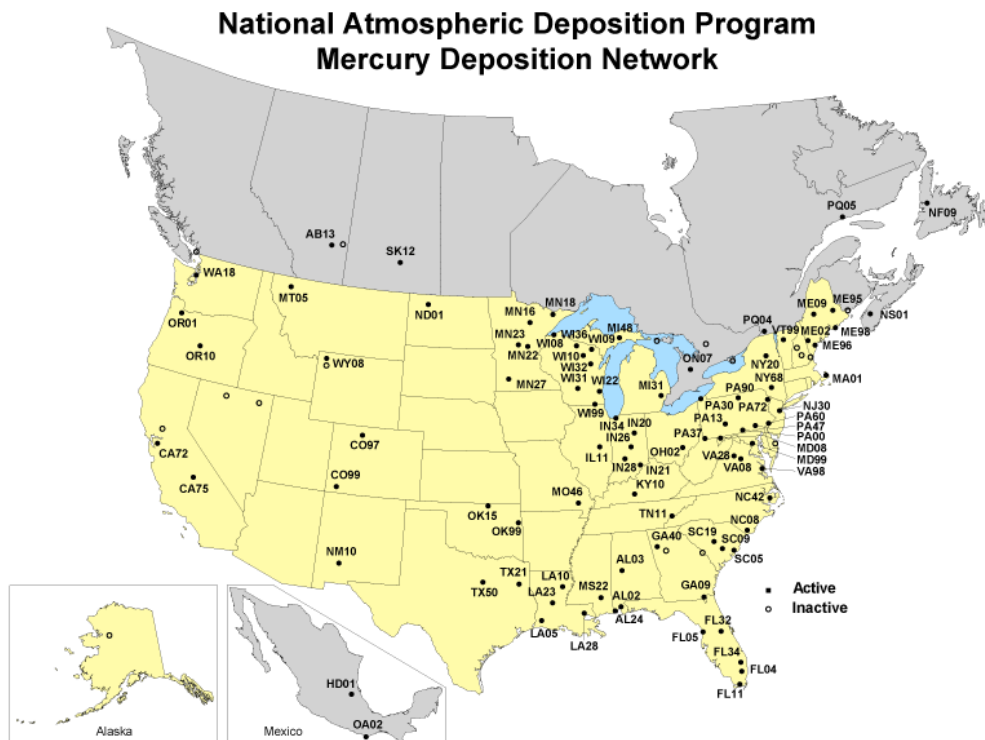 National Atmospheric Deposition Program
Mercury Deposition Network
PQ05
NF09
AB13
SK12
WA18
MT05
ND01
MN18
MN16
ME09
ME95
NS01
OR01
MN23
WI36
MI48
PQ04
VT99
ME02
ME98
WI08
WI09
OR10
MN22
WI10
ON07
ME96
WY08
WI32
NY20
MN27
WI31
WI22
MI31
NY68
MA01
PA90
WI99
PA30
PA72
NJ30
IN34
IN20
PA13
PA60
PA47
CO97
IN26
PA37
PA00
CA72
IL11
OH02
MD08
VA28
MD99
IN28
IN21
VA08
VA98
CA75
CO99
KY10
MO46
NC42
OK15
TN11
OK99
NC08
SC19
GA40
SC09
NM10
SC05
AL03
TX21
LA10
MS22
GA09
Active
TX50
LA23
AL02
Inactive
AL24
LA05
FL32
FL05
LA28
FL34
FL04
HD01
FL11
OA02
Alaska
Mexico